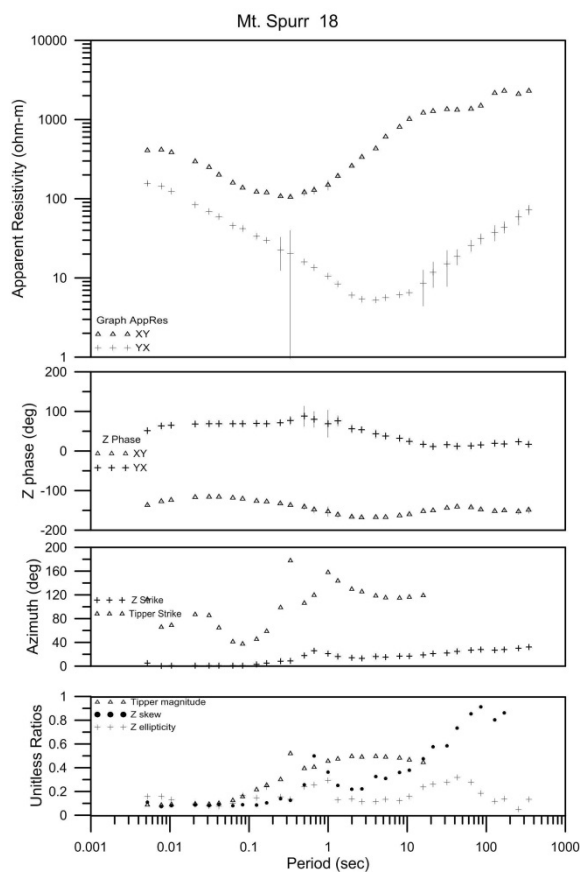 Mt. Spurr 18
10000
1000
100
10
1
Apparent Resistivity (ohm-m)
Graph AppRes
XY
YX
200
100
0
-100
-200
Z phase (deg)
Z Phase
XY
YX
200
160
120
80
40
0
Azimuth (deg)
Z Strike
Tipper Strike
1
0.8
0.6
0.4
0.2
0
Unitless Ratios
Tipper magnitude
Z skew
Z ellipticity
0.001 0.01 0.1 1 10 100 1000
Period (sec)